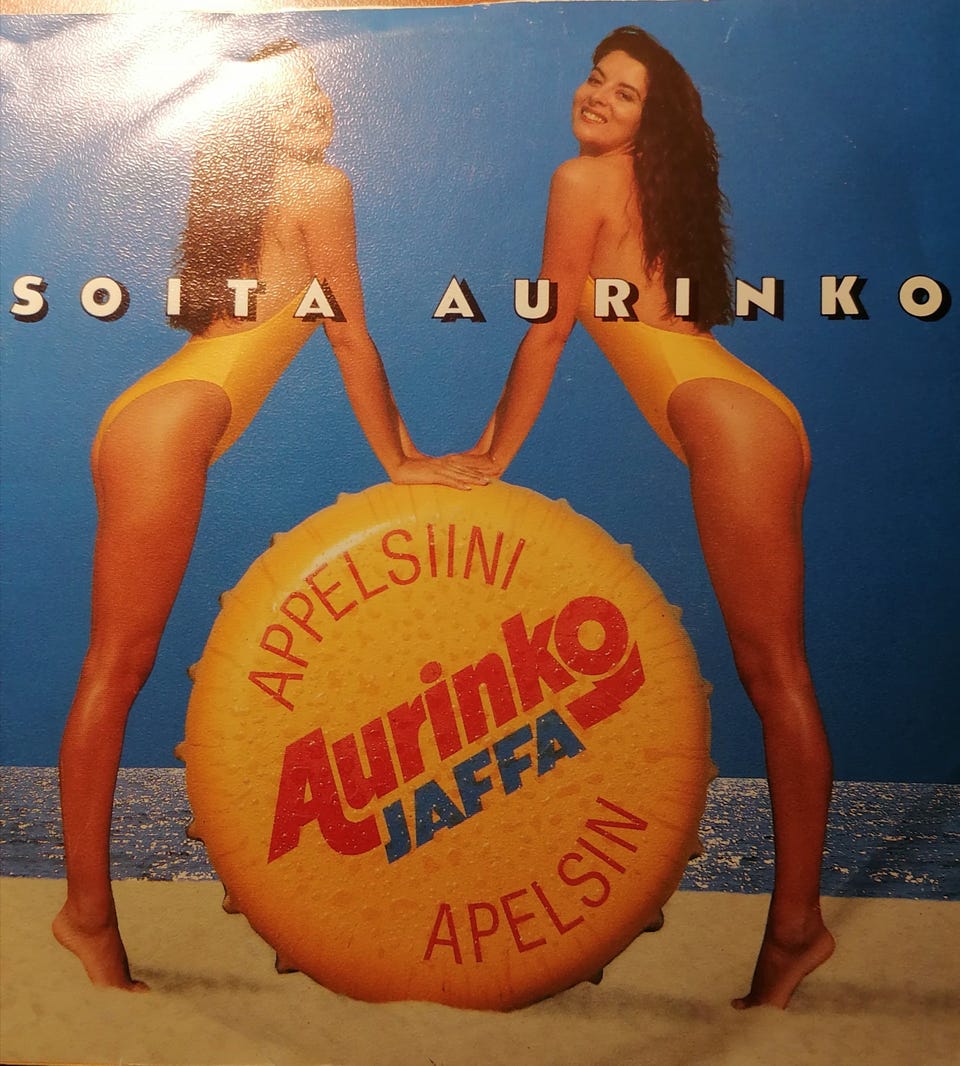 SOITA AURINKO
APPELSIINI
Aurinko
JAFFA
APELSIN